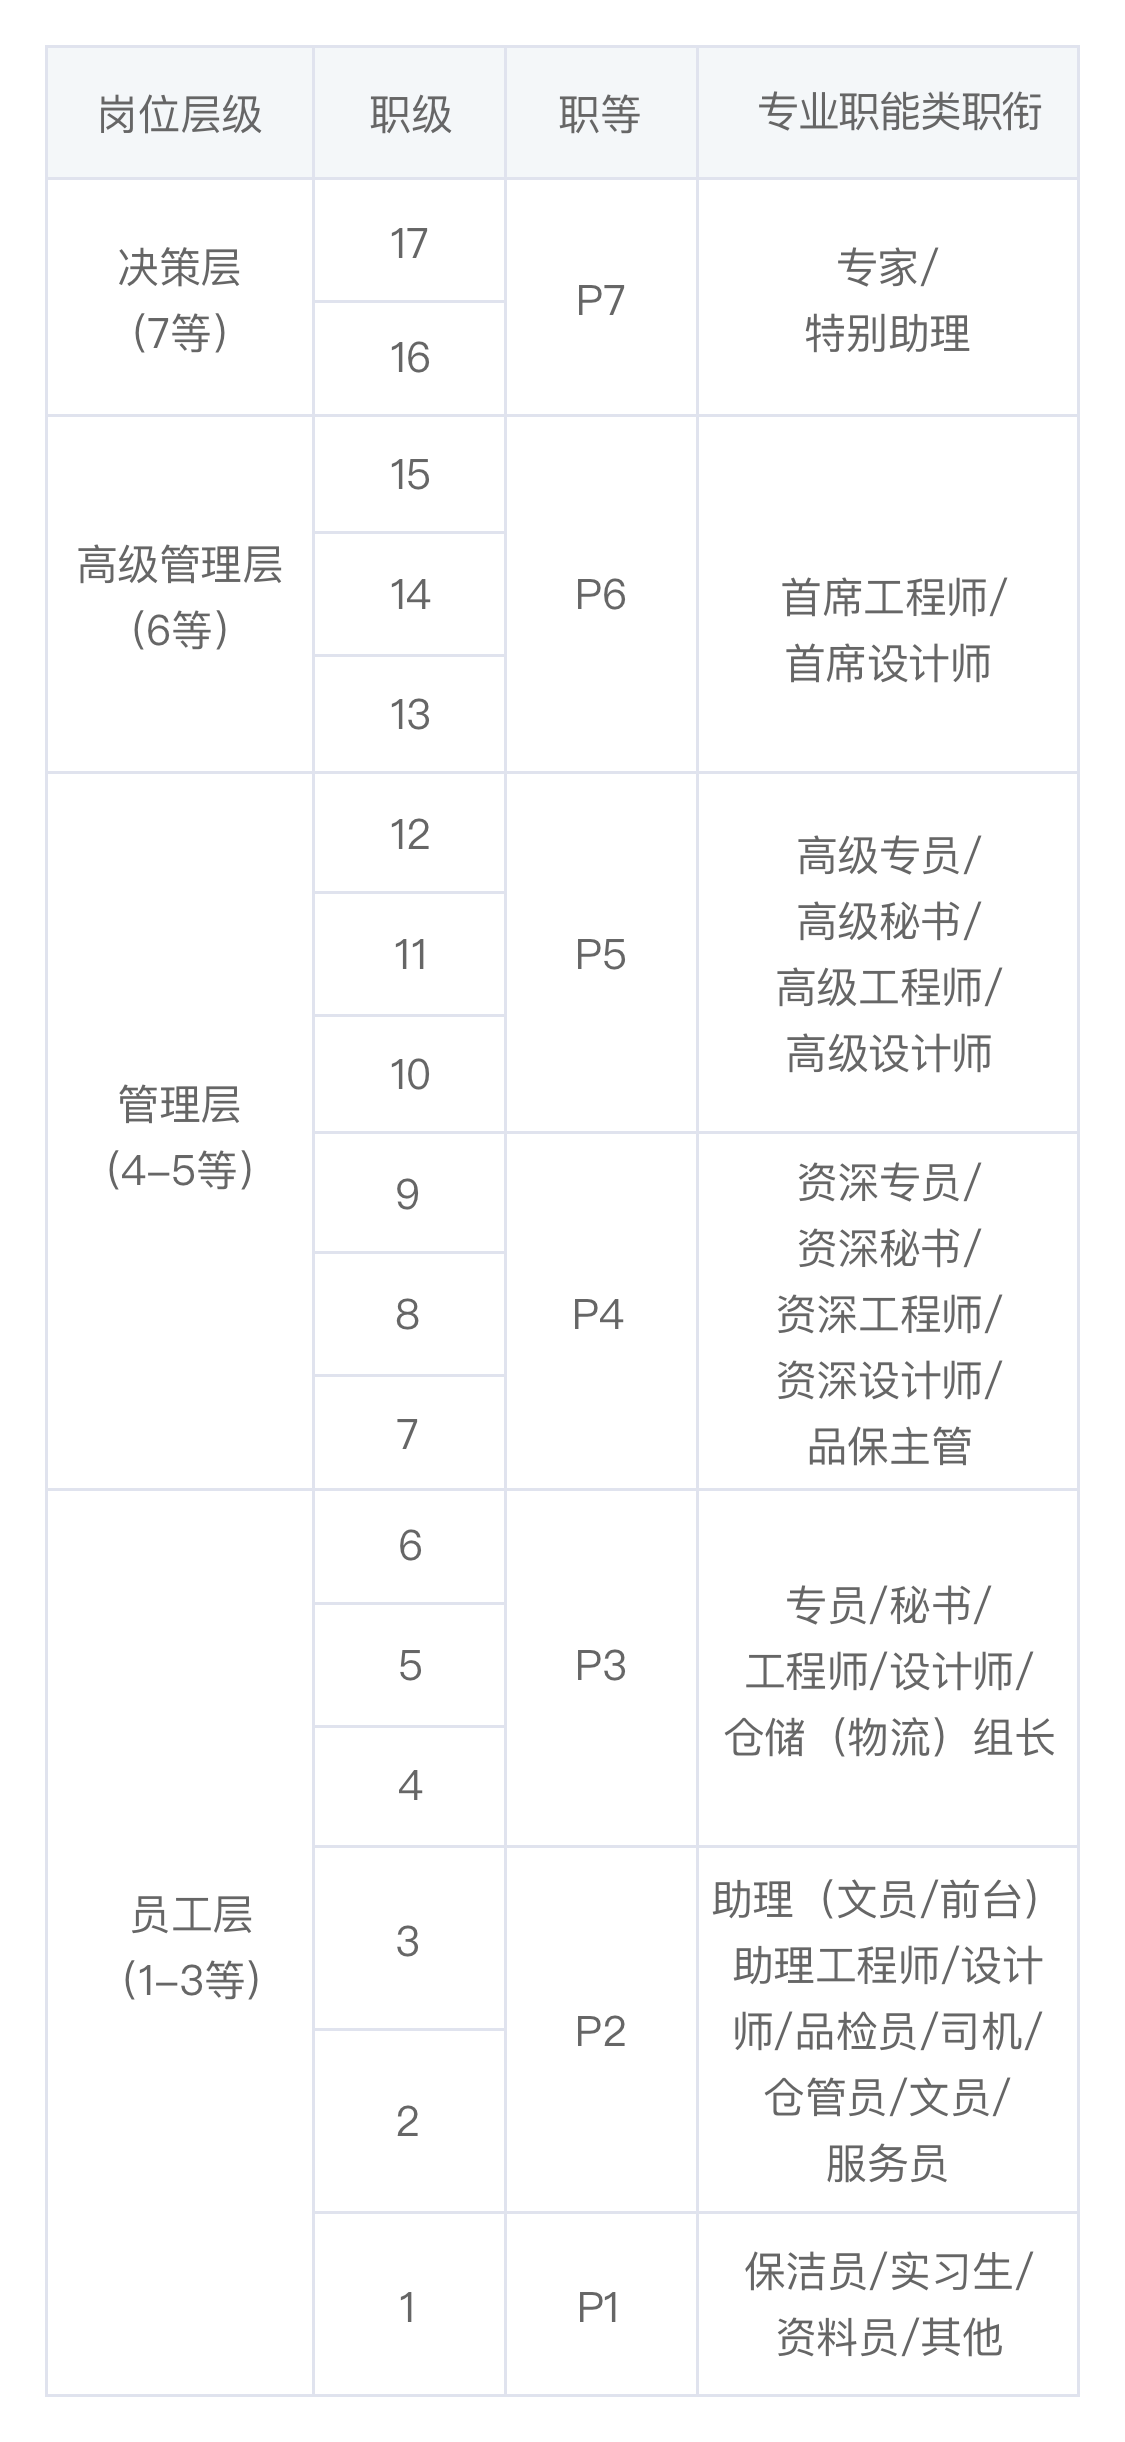 岗位层级 职级 职等 专业职能类职衔
决策层
(7等)
17
16
P7
专家/
特别助理
高级管理层
(6等)
15
14
13
P6
首席工程师/
首席设计师
管理层
(4–5等)
12
11
10
P5
高级专员/
高级秘书/
高级工程师/
高级设计师
9
8
7
P4
资深专员/
资深秘书/
资深工程师/
资深设计师/
品保主管
员工层
(1–3等)
6
5
4
P3
专员/秘书/
工程师/设计师/
仓储（物流）组长
3
2
P2
助理（文员/前台）
助理工程师/设计
师/品检员/司机/
仓管员/文员/
服务员
1
P1
保洁员/实习生/
资料员/其他